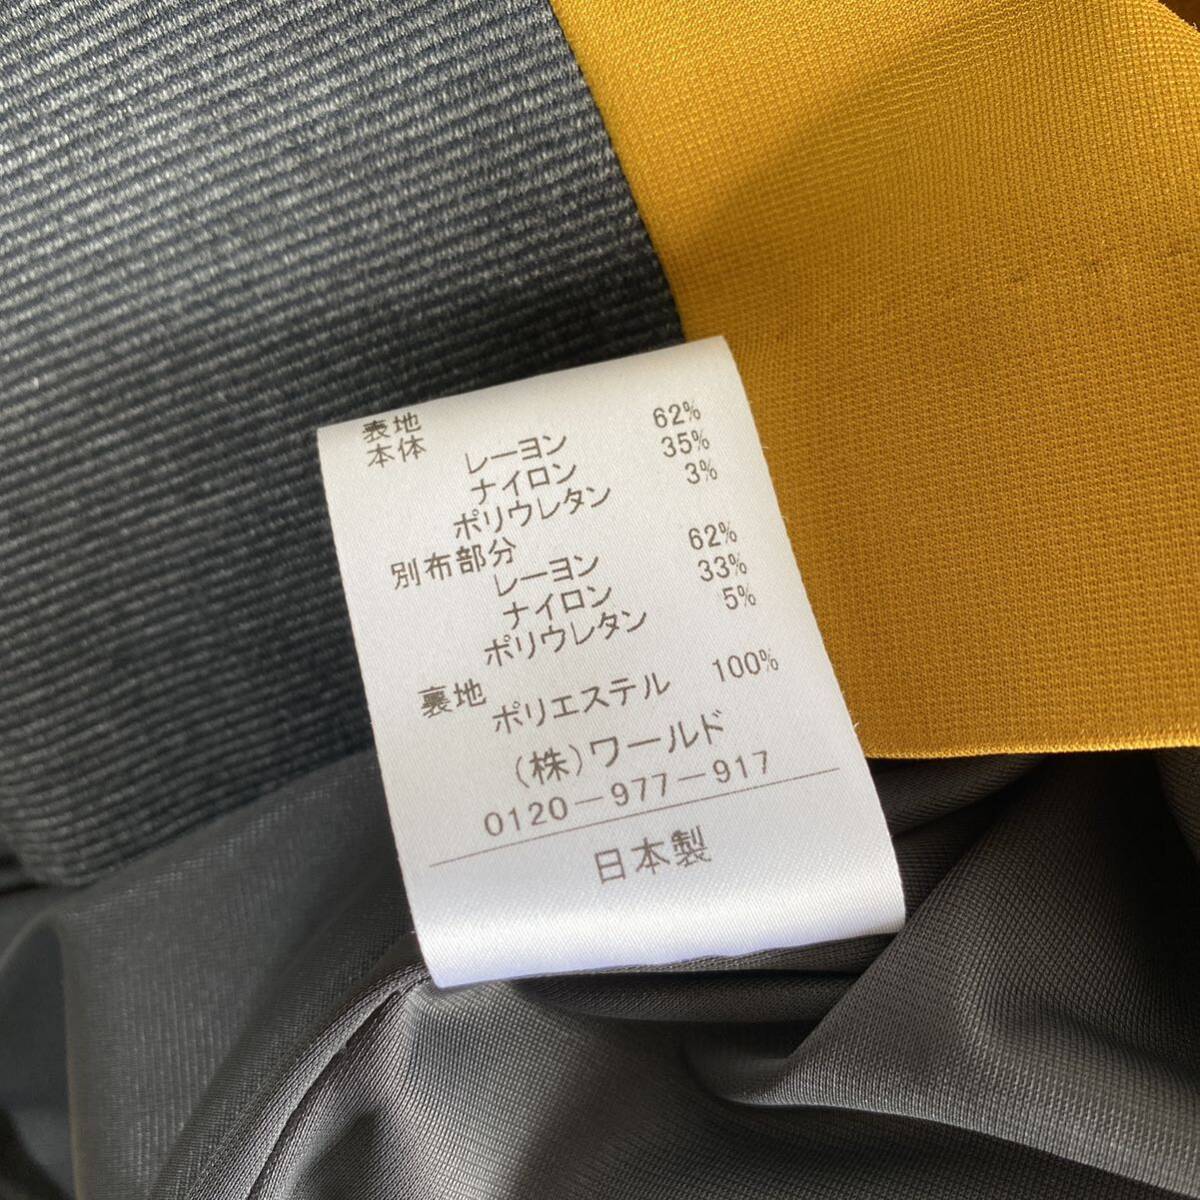 表地
本体
レーヨン 62%
ナイロン 35%
ポリウレタン 3%
別布部分
レーヨン 62%
ナイロン 33%
ポリウレタン 5%
裏地
ポリエステル 100%
(株)ワールド
0120-977-917
日本製